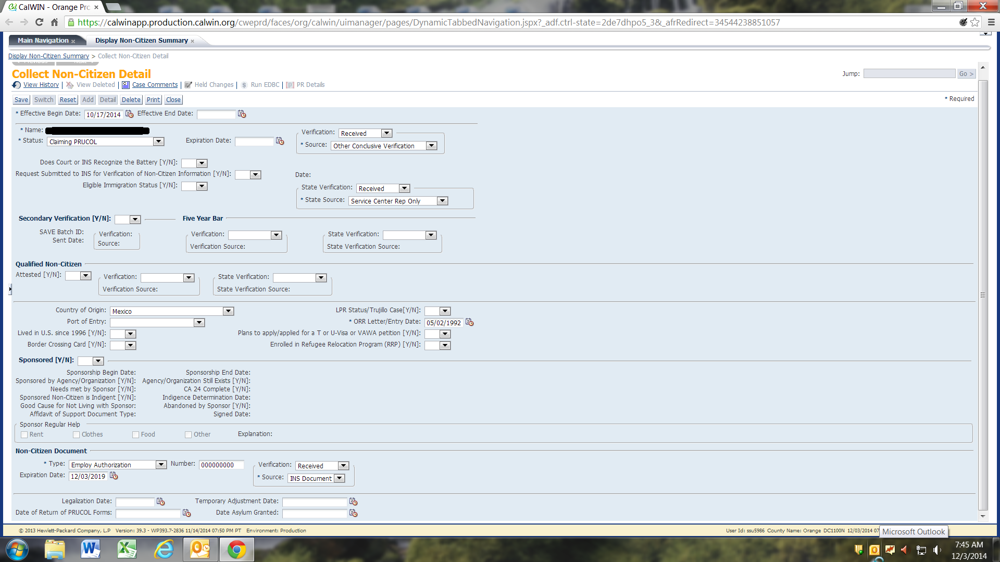 CalWIN - Orange Pro
https://calwinapp.production.calwin.org/cweprd/faces/org/calwin/uimanager/pages/DynamicTabbedNavigation.jspx?_adf.ctrl-state=2de7dhpo5_3&_afrRedirect=34544238851057
Main Navigation Display Non-Citizen Summary
Display Non-Citizen Summary > Collect Non-Citizen Detail
Previous Next
Collect Non-Citizen Detail
Jump: Go >
View History | View Deleted | Case Comments | Held Changes | $ Run EDBC | PR Details
Save Switch Reset Add Detail Delete Print Close * Required
* Effective Begin Date: 10/17/2014 Effective End Date:
* Name:
Verification: Received
* Status: Claiming PRUCOL Expiration Date:
* Source: Other Conclusive Verification
Does Court or INS Recognize the Battery [Y/N]:
Request Submitted to INS for Verification of Non-Citizen Information [Y/N]: Date:
Eligible Immigration Status [Y/N]: State Verification: Received
* State Source: Service Center Rep Only
Secondary Verification [Y/N]: Five Year Bar
SAVE Batch ID: Verification: Verification: State Verification:
Sent Date: Source: Verification Source: State Verification Source:
Qualified Non-Citizen
Attested [Y/N]: Verification: State Verification:
Verification Source: State Verification Source:
Country of Origin: Mexico LPR Status/Trujillo Case[Y/N]:
Port of Entry: * ORR Letter/Entry Date: 05/02/1992
Lived in U.S. since 1996 [Y/N]: Plans to apply/applied for a T or U-Visa or VAWA petition [Y/N]:
Border Crossing Card [Y/N]: Enrolled in Refugee Relocation Program (RRP) [Y/N]:
Sponsored [Y/N]:
Sponsorship Begin Date: Sponsorship End Date:
Sponsored by Agency/Organization [Y/N]: Agency/Organization Still Exists [Y/N]:
Needs met by Sponsor [Y/N]: CA 24 Complete [Y/N]:
Sponsored Non-Citizen is Indigent [Y/N]: Indigence Determination Date:
Good Cause for Not Living with Sponsor: Abandoned by Sponsor [Y/N]:
Affidavit of Support Document Type: Signed Date:
Sponsor Regular Help
Rent Clothes Food Other Explanation:
Non-Citizen Document
* Type: Employ Authorization Number: 000000000 Verification: Received
Expiration Date: 12/03/2019 * Source: INS Document
Legalization Date: Temporary Adjustment Date:
Date of Return of PRUCOL Forms: Date Asylum Granted:
© 2013 Hewlett-Packard Company, L.P Version: 39.3 - WP393.7-2836 11/14/2014 07:50 PM PT Environment: Production User Id: ssu5986 County Name: Orange DC1100N 12/03/2014 07
Microsoft Outlook
7:45 AM
12/3/2014